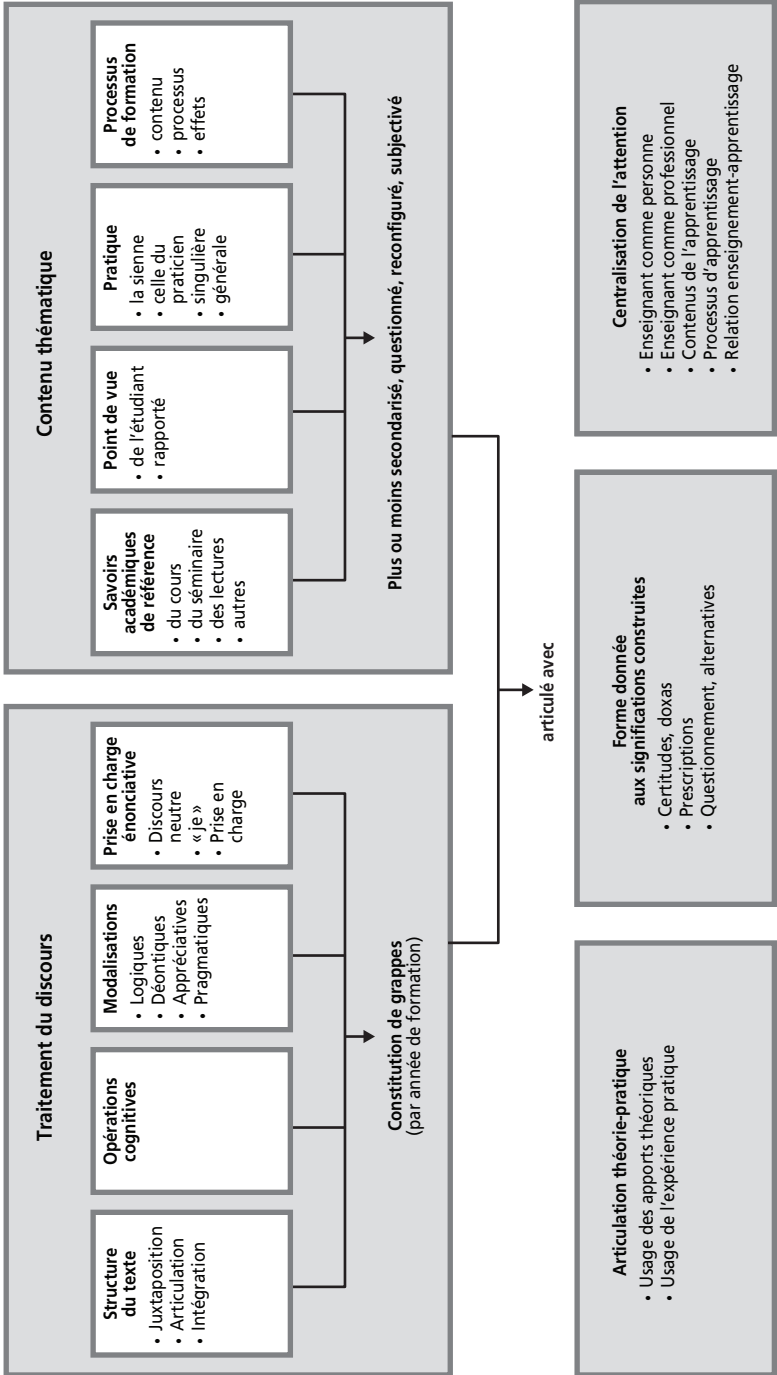 Traitement du discours
Structure
du texte
• Juxtaposition
• Articulation
• Intégration
Opérations
cognitives
Modalisations
• Logiques
• Déontiques
• Appréciatives
• Pragmatiques
Prise en charge
énonciative
• Discours
neutre
• « je »
• Prise en
charge
Constitution de grappes
(par année de formation)
Contenu thématique
Savoirs
académiques
de référence
• du cours
• du séminaire
• des lectures
• autres
Point de vue
• de l'étudiant
• rapporté
Pratique
• la sienne
• celle du
praticien
• singulière
• générale
Processus
de formation
• contenu
• processus
• effets
Plus ou moins secondarisé, questionné, reconfiguré, subjectivé
articulé avec
Articulation théorie-pratique
• Usage des apports théoriques
• Usage de l'expérience pratique
Forme donnée
aux significations construites
• Certitudes, doxas
• Prescriptions
• Questionnement, alternatives
Centralisation de l'attention
• Enseignant comme personne
• Enseignant comme professionnel
• Contenus de l'apprentissage
• Processus d'apprentissage
• Relation enseignement-apprentissage